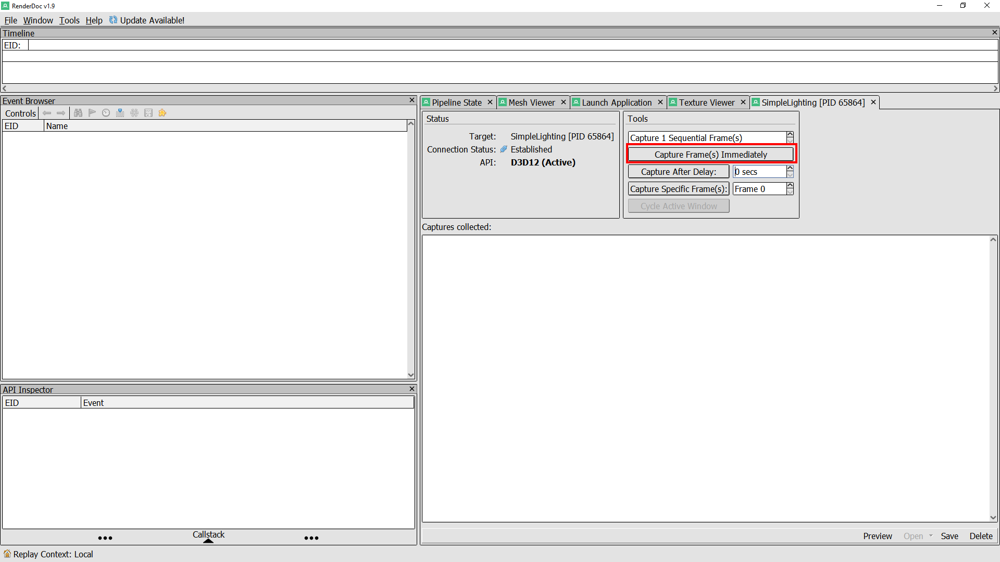 RenderDoc v1.9
File Window Tools Help Update Available!
Timeline
EID:
Event Browser
Controls
EID Name
API Inspector
EID Event
Callstack
Pipeline State Mesh Viewer Launch Application Texture Viewer SimpleLighting [PID 65864]
Status
Target: SimpleLighting [PID 65864]
Connection Status: Established
API: D3D12 (Active)
Tools
Capture 1 Sequential Frame(s)
Capture Frame(s) Immediately
Capture After Delay: 0 secs
Capture Specific Frame(s): Frame 0
Cycle Active Window
Captures collected:
Preview Open Save Delete
Replay Context: Local